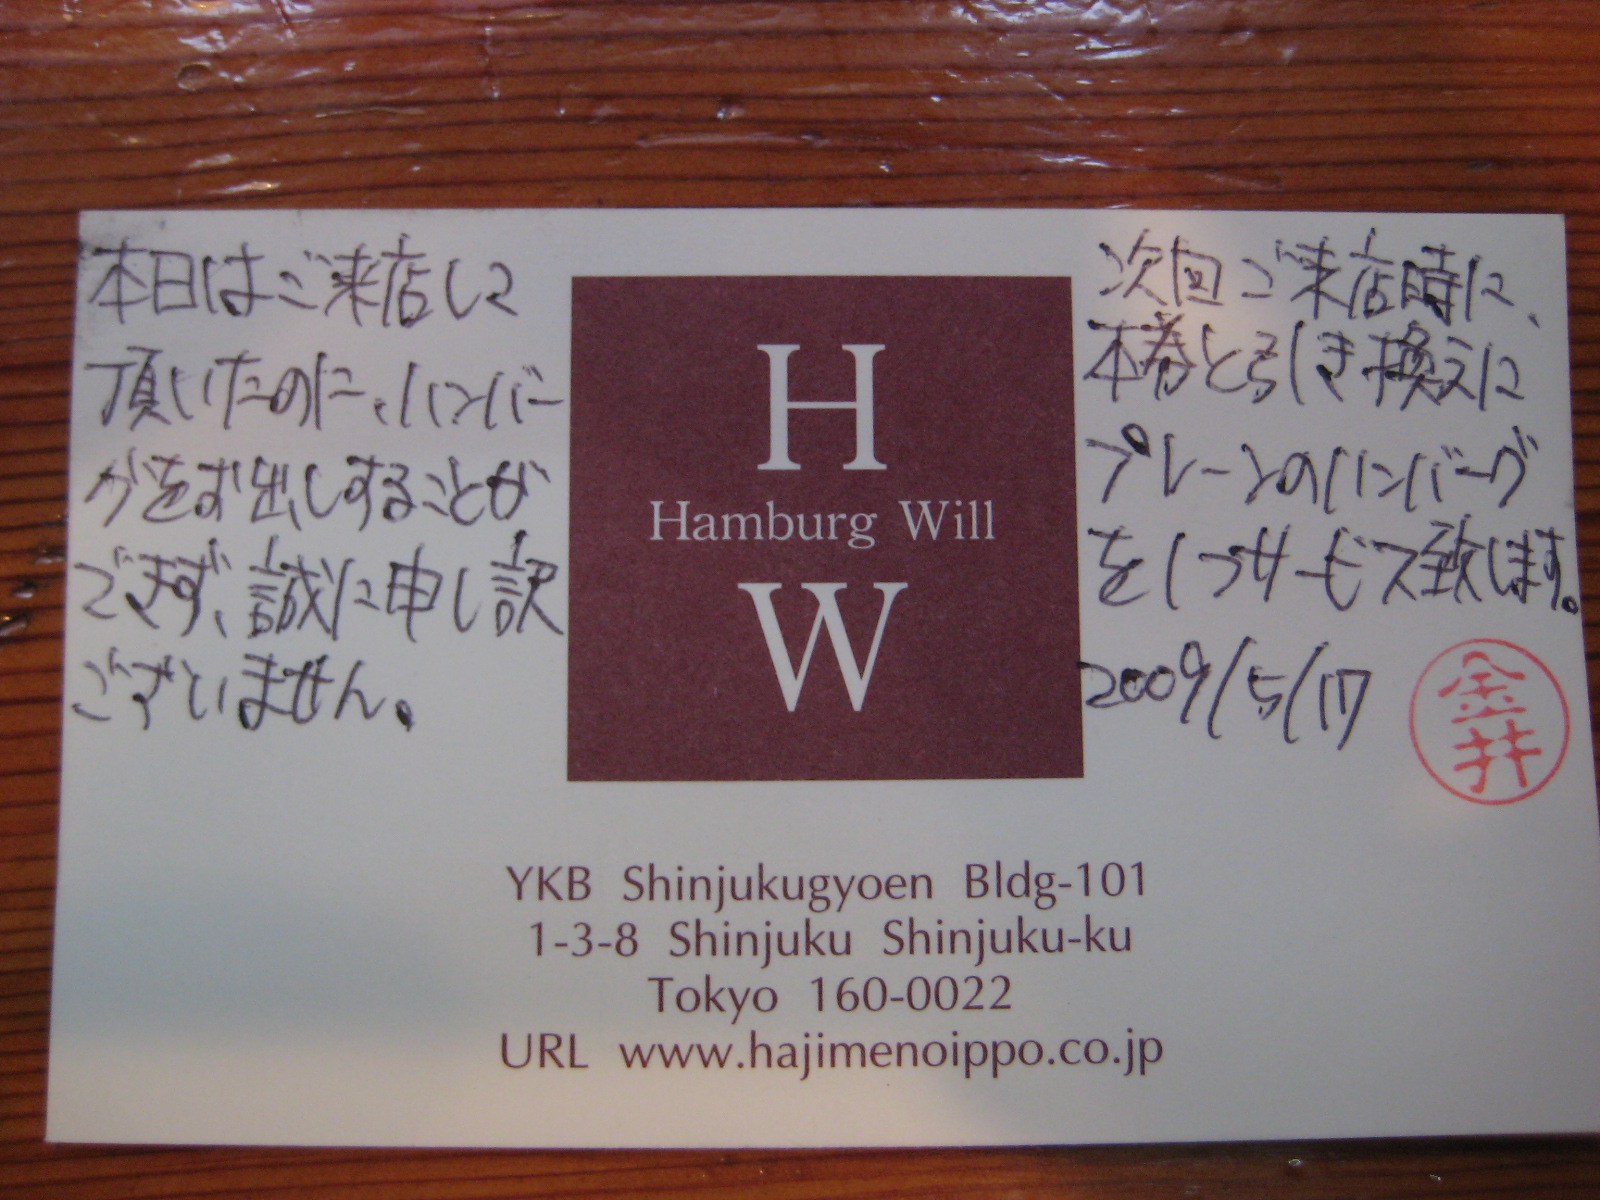 本日はご来店して
頂いたのに、ハンバー
グをお出しすることが
できず、誠に申し訳
ございません。
次回ご来店時に、
本券と引き換えに
プレーンのハンバーグ
を1つサービス致します。
2009/5/17
金井
H
Hamburg Will
W
YKB Shinjukugyoen Bldg-101
1-3-8 Shinjuku Shinjuku-ku
Tokyo 160-0022
URL www.hajimenoippo.co.jp